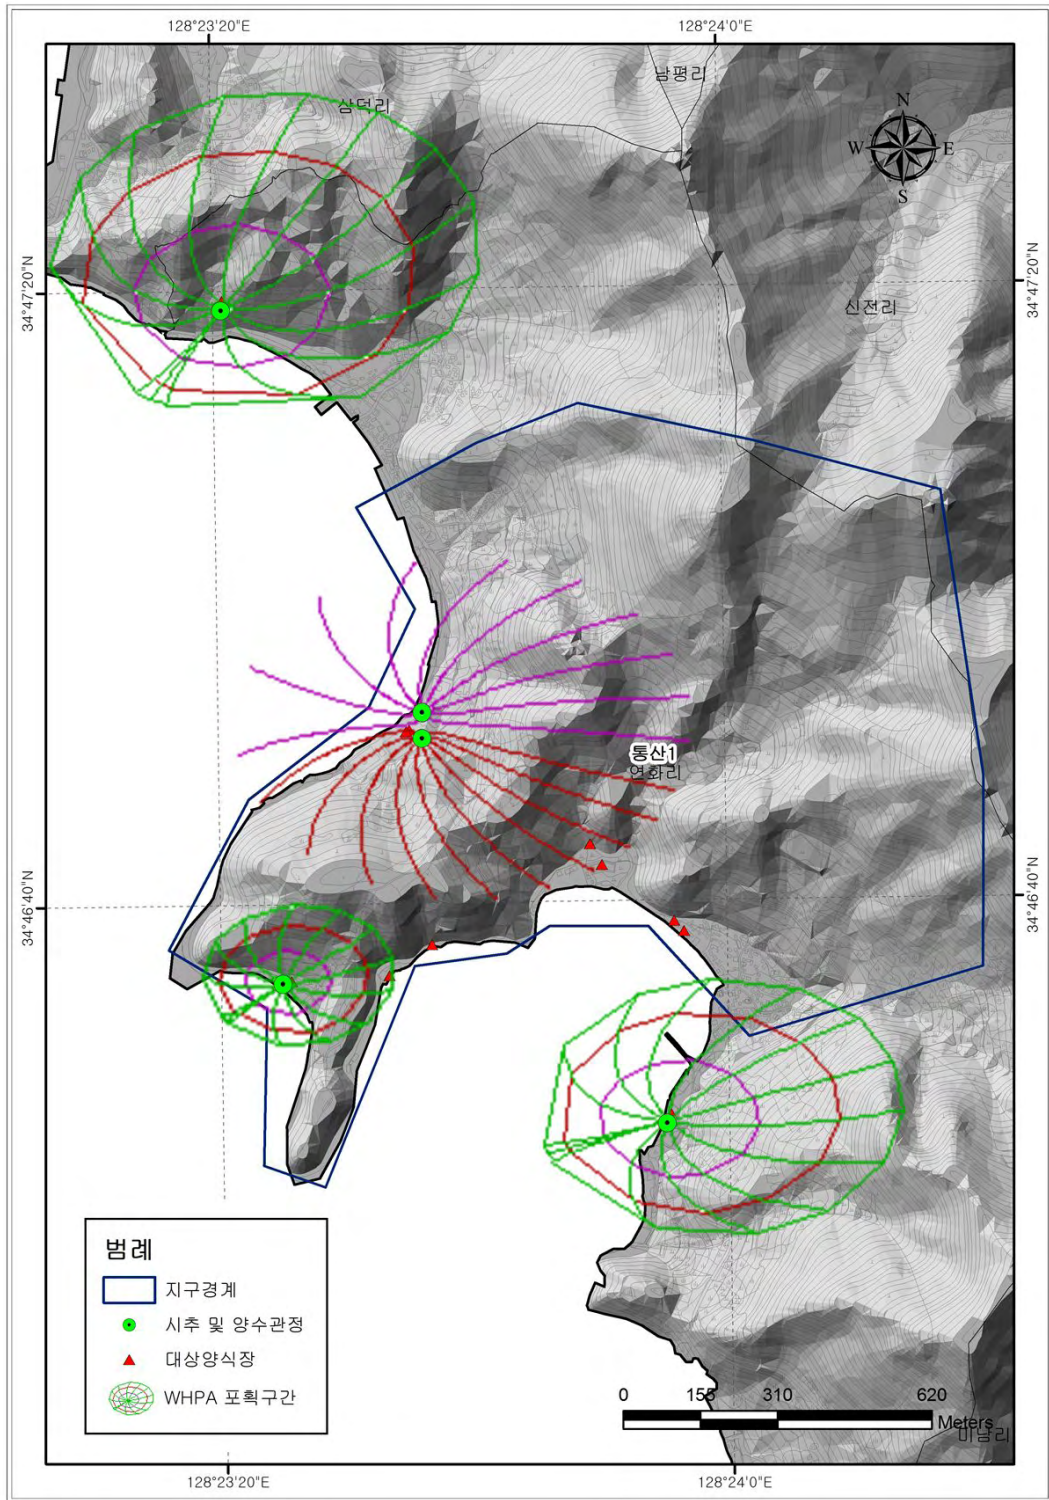 128°23'20"E
128°24'0"E
남평리
삼덕리
N
W
E
S
34°47'20"N
34°47'20"N
신전리
통산1
연화리
34°46'40"N
34°46'40"N
범례
지구경계
시추 및 양수관정
대상양식장
WHPA 포획구간
0
155
310
620
Meters
미남리
128°23'20"E
128°24'0"E